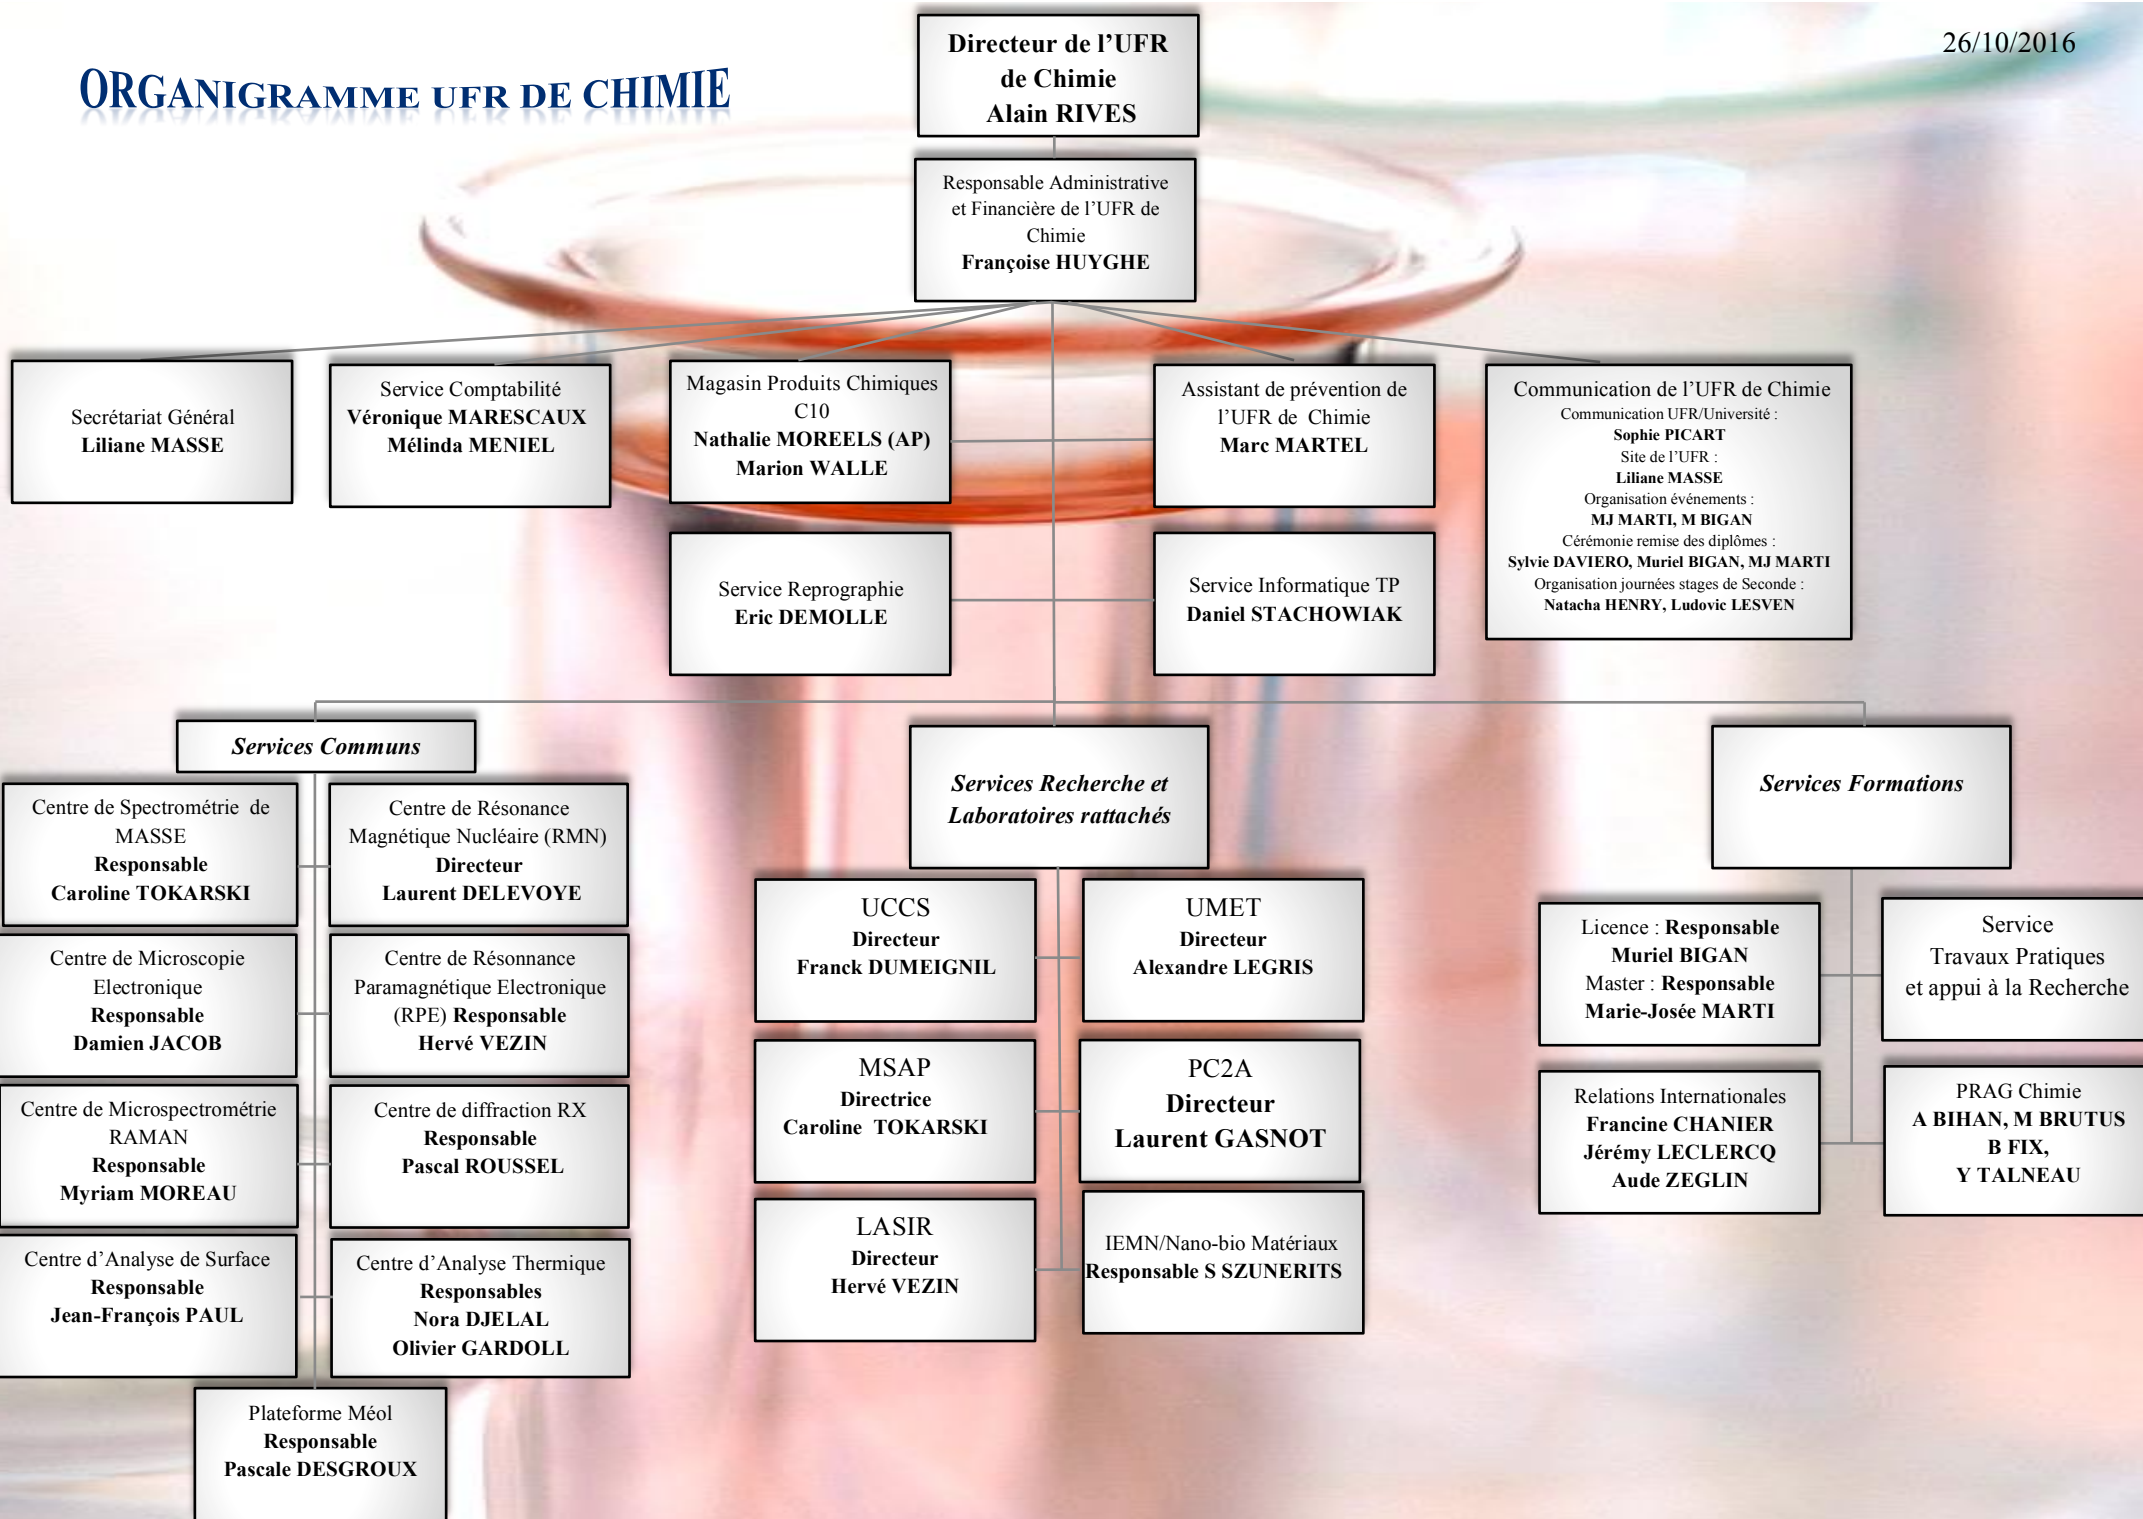 ORGANIGRAMME UFR DE CHIMIE
26/10/2016
Directeur de l’UFR
de Chimie
Alain RIVES
Responsable Administrative
et Financière de l’UFR de
Chimie
Françoise HUYGHE
Secrétariat Général
Liliane MASSE
Service Comptabilité
Véronique MARESCAUX
Mélinda MENIEL
Magasin Produits Chimiques
C10
Nathalie MOREELS (AP)
Marion WALLE
Assistant de prévention de
l’UFR de Chimie
Marc MARTEL
Communication de l’UFR de Chimie
Communication UFR/Université :
Sophie PICART
Site de l’UFR :
Liliane MASSE
Organisation événements :
MJ MARTI, M BIGAN
Cérémonie remise des diplômes :
Sylvie DAVIERO, Muriel BIGAN, MJ MARTI
Organisation journées stages de Seconde :
Natacha HENRY, Ludovic LESVEN
Service Reprographie
Eric DEMOLLE
Service Informatique TP
Daniel STACHOWIAK
Services Communs
Centre de Spectrométrie de
MASSE
Responsable
Caroline TOKARSKI
Centre de Résonance
Magnétique Nucléaire (RMN)
Directeur
Laurent DELEVOYE
Centre de Microscopie
Electronique
Responsable
Damien JACOB
Centre de Résonnance
Paramagnétique Electronique
(RPE) Responsable
Hervé VEZIN
Centre de Microspectrométrie
RAMAN
Responsable
Myriam MOREAU
Centre de diffraction RX
Responsable
Pascal ROUSSEL
Centre d’Analyse de Surface
Responsable
Jean-François PAUL
Centre d’Analyse Thermique
Responsables
Nora DJELAL
Olivier GARDOLL
Plateforme Méol
Responsable
Pascale DESGROUX
Services Recherche et
Laboratoires rattachés
UCCS
Directeur
Franck DUMEIGNIL
UMET
Directeur
Alexandre LEGRIS
MSAP
Directrice
Caroline TOKARSKI
PC2A
Directeur
Laurent GASNOT
LASIR
Directeur
Hervé VEZIN
IEMN/Nano-bio Matériaux
Responsable S SZUNERITS
Services Formations
Licence : Responsable
Muriel BIGAN
Master : Responsable
Marie-Josée MARTI
Service
Travaux Pratiques
et appui à la Recherche
Relations Internationales
Francine CHANIER
Jérémy LECLERCQ
Aude ZEGLIN
PRAG Chimie
A BIHAN, M BRUTUS
B FIX,
Y TALNEAU